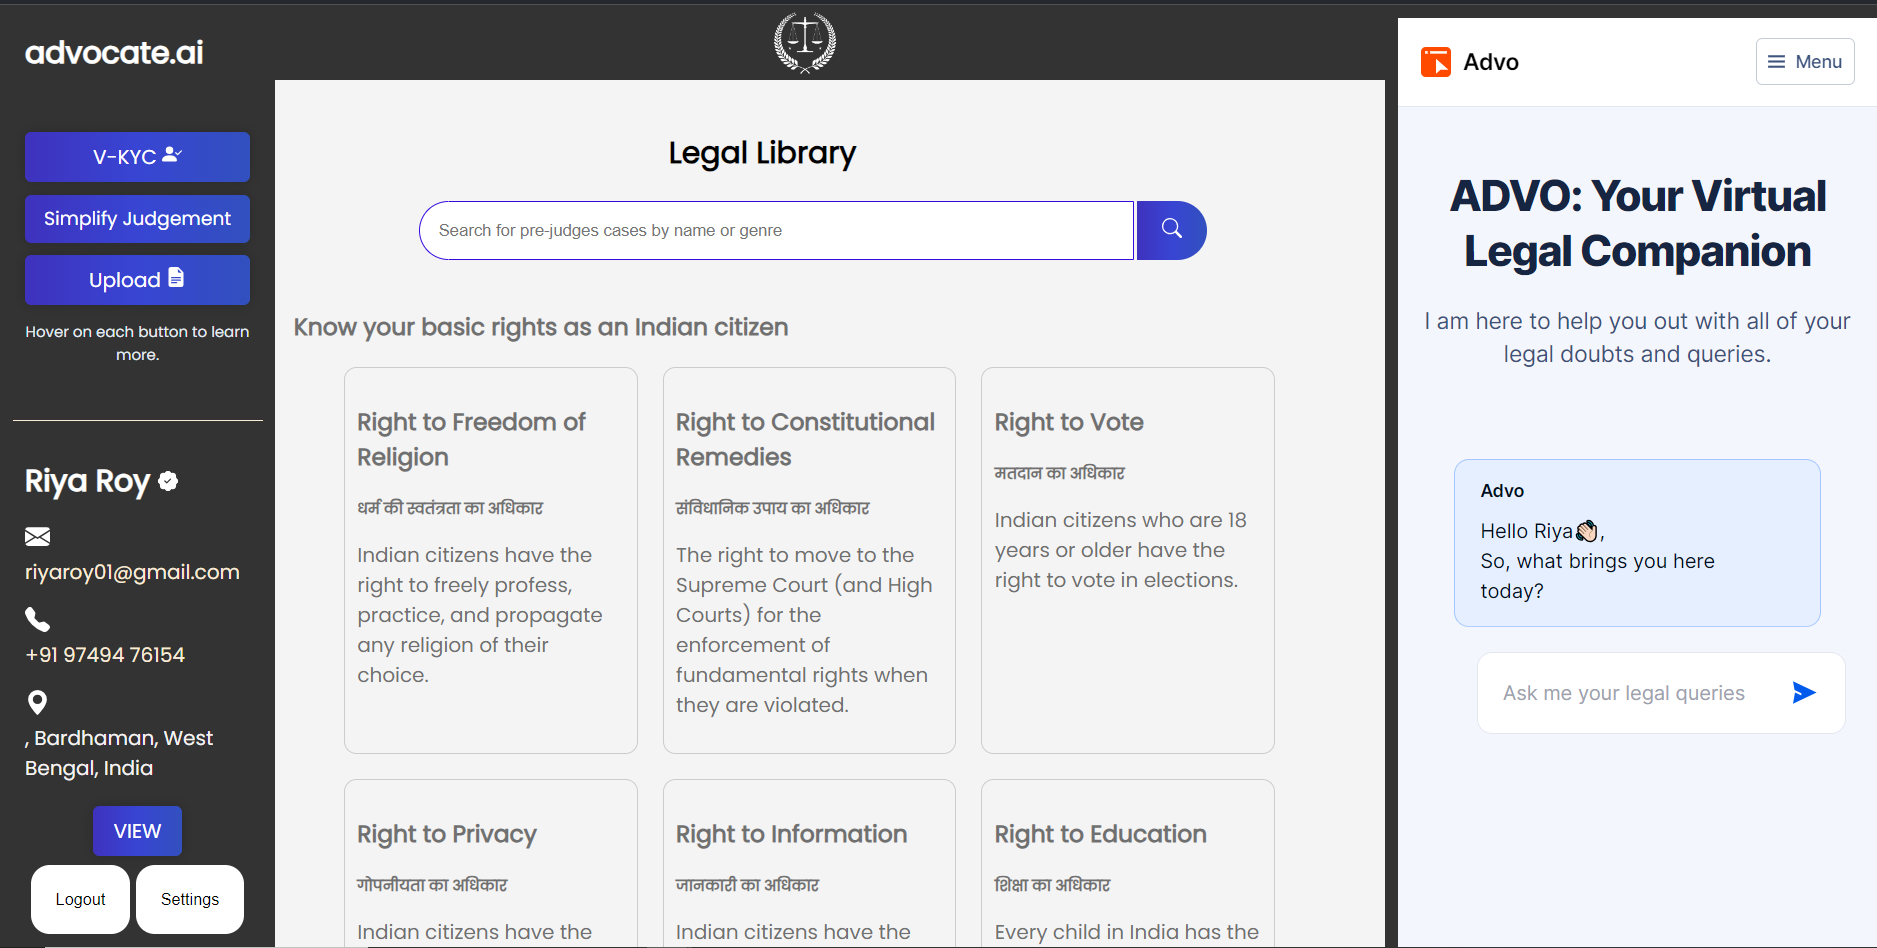 advocate.ai
V-KYC
Simplify Judgement
Upload
Hover on each button to learn
more.
Riya Roy
riyaroy01@gmail.com
+91 97494 76154
, Bardhaman, West
Bengal, India
VIEW
Logout
Settings
Legal Library
Search for pre-judges cases by name or genre
Know your basic rights as an Indian citizen
Right to Freedom of
Religion
धर्म की स्वतंत्रता का अधिकार
Indian citizens have the
right to freely profess,
practice, and propagate
any religion of their
choice.
Right to Constitutional
Remedies
संविधानिक उपाय का अधिकार
The right to move to the
Supreme Court (and High
Courts) for the
enforcement of
fundamental rights when
they are violated.
Right to Vote
मतदान का अधिकार
Indian citizens who are 18
years or older have the
right to vote in elections.
Right to Privacy
गोपनीयता का अधिकार
Indian citizens have the
Right to Information
जानकारी का अधिकार
Indian citizens have the
Right to Education
शिक्षा का अधिकार
Every child in India has the
Advo
Menu
ADVO: Your Virtual
Legal Companion
I am here to help you out with all of your
legal doubts and queries.
Advo
Hello Riya👋🏻,
So, what brings you here
today?
Ask me your legal queries